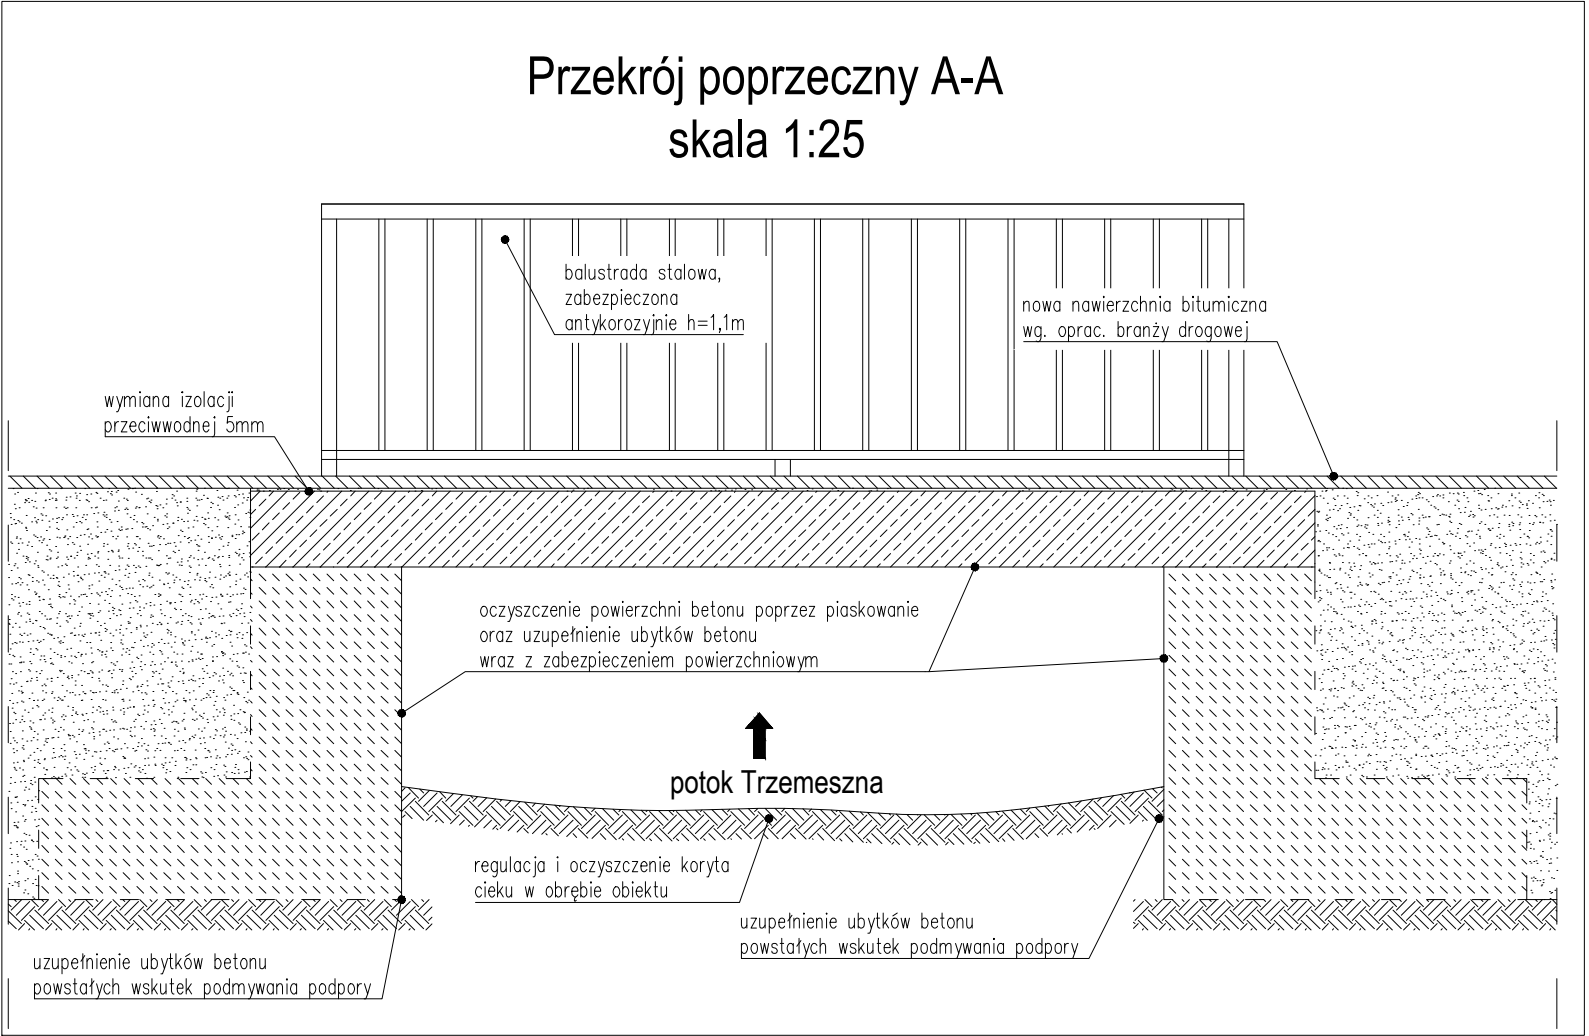 Przekrój poprzeczny A-A
skala 1:25
balustrada stalowa,
zabezpieczona
antykorozyjnie h=1,1m
nowa nawierzchnia bitumiczna
wg. oprac. branży drogowej
wymiana izolacji
przeciwwodnej 5mm
oczyszczenie powierzchni betonu poprzez piaskowanie
oraz uzupełnienie ubytków betonu
wraz z zabezpieczeniem powierzchniowym
potok Trzemeszna
regulacja i oczyszczenie koryta
cieku w obrębie obiektu
uzupełnienie ubytków betonu
powstałych wskutek podmywania podpory
uzupełnienie ubytków betonu
powstałych wskutek podmywania podpory